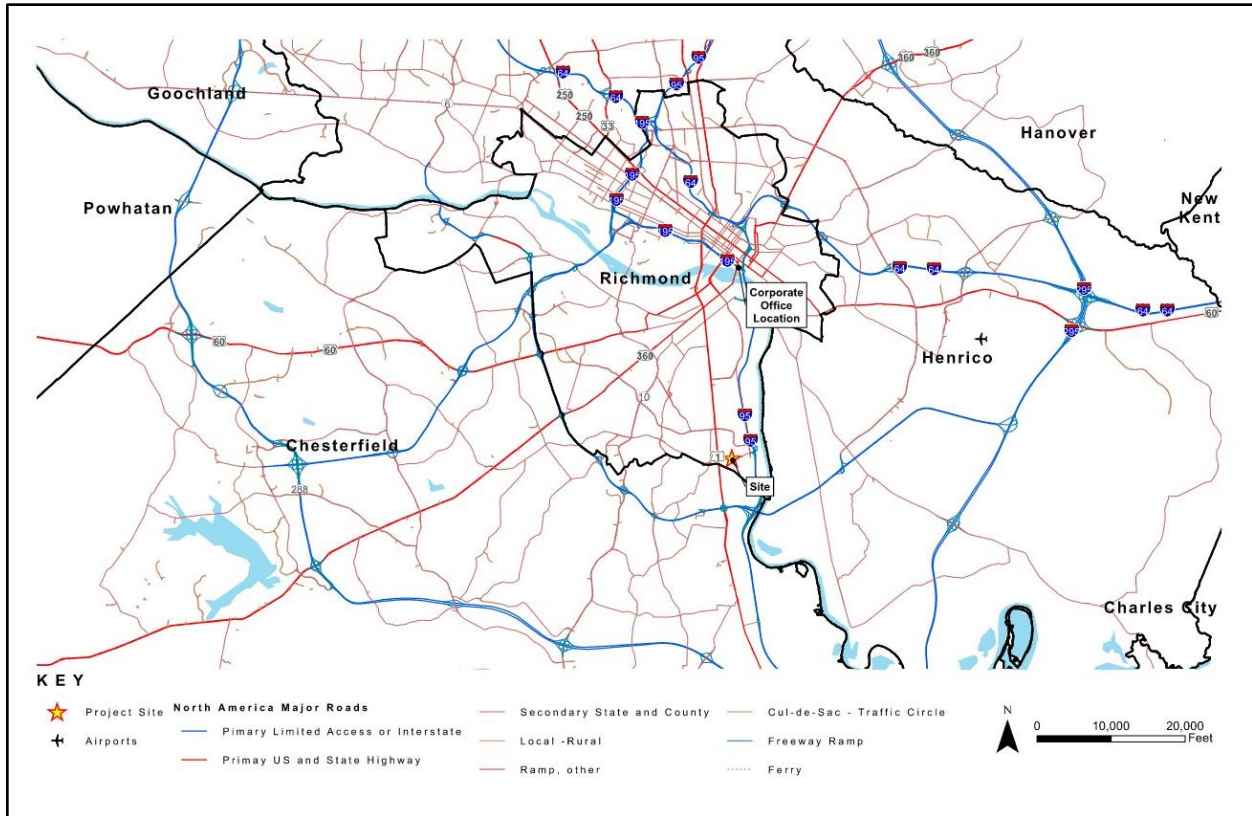 95
64
360
360
Goochland
250
64
95
6
250
195
33
Hanover
195
64
New
Kent
Powhatan
195
195
195
64
64
Richmond
295
64
64
Corporate
Office
Location
60
295
60
60
Henrico
360
10
95
Chesterfield
95
1
Site
288
Charles City
KEY
Project Site
Airports
North America Major Roads
Pimary Limited Access or Interstate
Primay US and State Highway
Secondary State and County
Local -Rural
Ramp, other
Cul-de-Sac - Traffic Circle
Freeway Ramp
Ferry
N
0 10,000 20,000
Feet